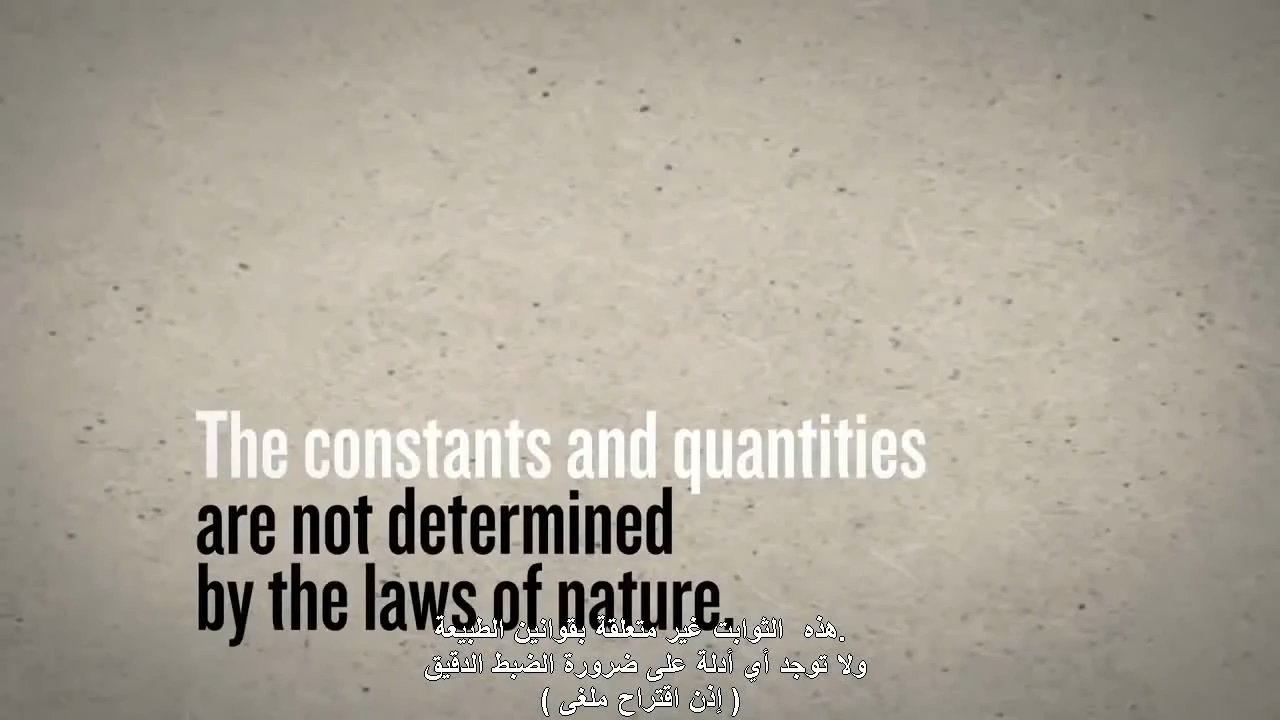 The constants and quantities
are not determined
by the laws of nature.
هذه الثوابت غير متعلقة بقوانين الطبيعة.
ولا توجد أي أدلة على ضرورة الضبط الدقيق
( إذن اقتراح ملغى )